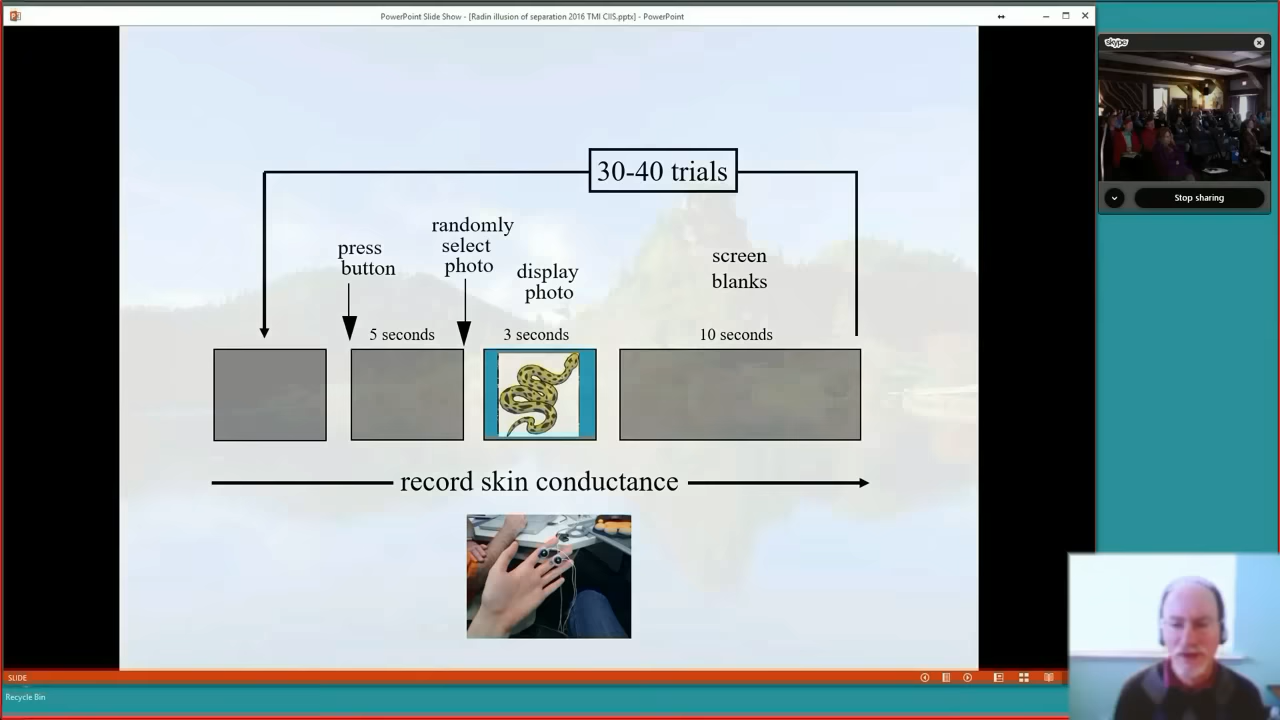 PowerPoint Slide Show - [Radin illusion of separation 2016 TMI CIIS.pptx] - PowerPoint
skype
Stop sharing
30-40 trials
randomly
select
photo
press
button
display
photo
screen
blanks
5 seconds
3 seconds
10 seconds
record skin conductance
SLIDE
Recycle Bin